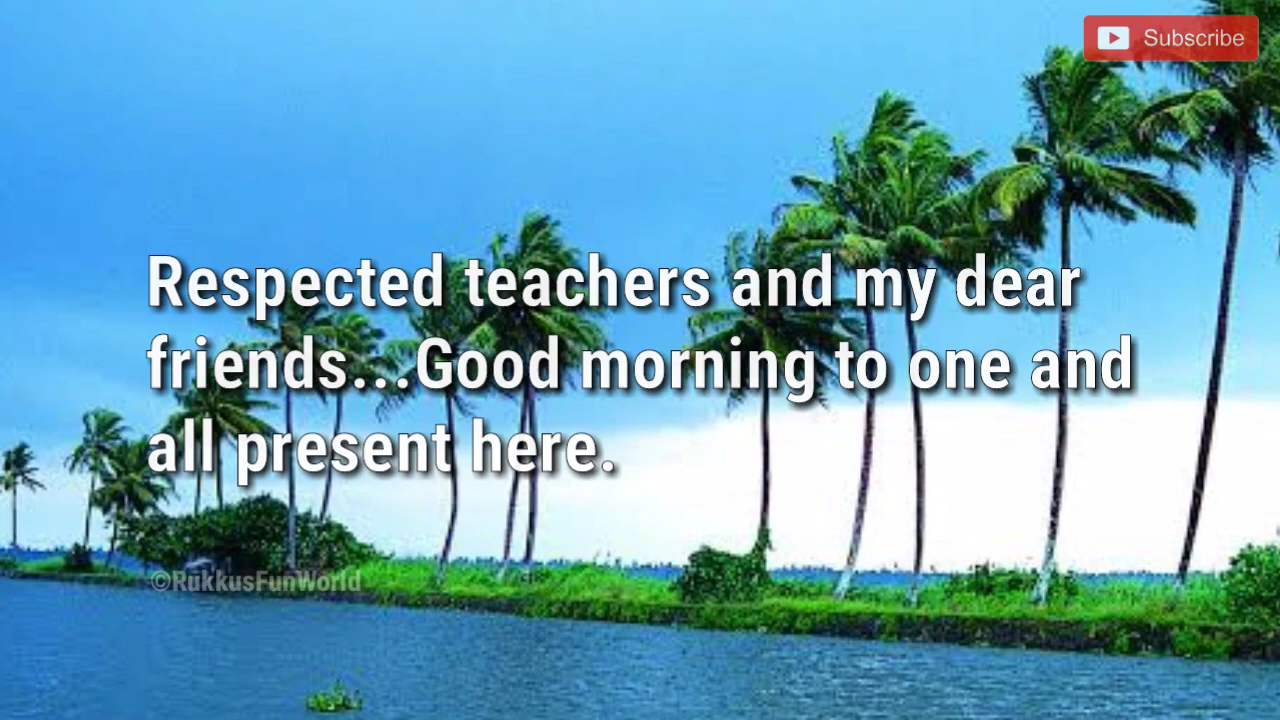 Subscribe
Respected teachers and my dear
friends...Good morning to one and
all present here.
©RukkusFunWorld